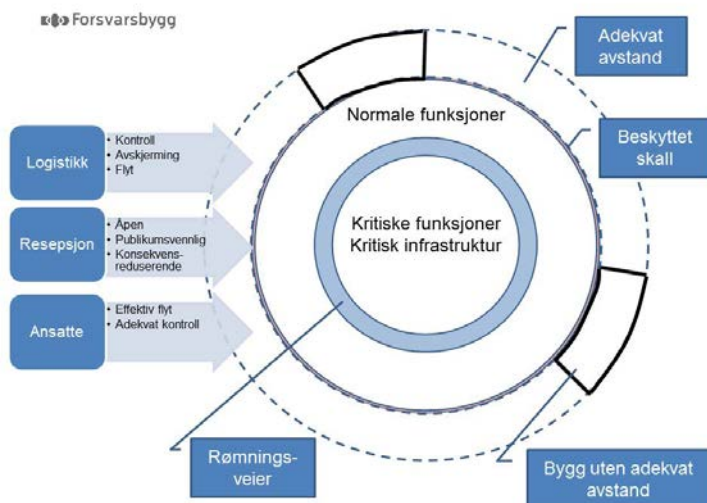 Forsvarsbygg
Adekvat
avstand
Normale funksjoner
Beskyttet
skall
Logistikk
• Kontroll
• Avskjerming
• Flyt
Resepsjon
• Åpen
• Publikumsvennlig
• Konsekvens-
reduserende
Kritiske funksjoner
Kritisk infrastruktur
Ansatte
• Effektiv flyt
• Adekvat kontroll
Rømnings-
veier
Bygg uten adekvat
avstand